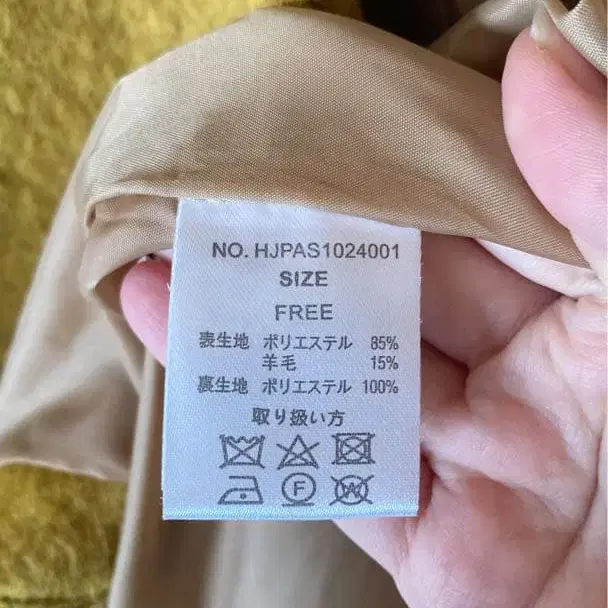 NO. HJPAS1024001
SIZE
FREE
表生地 ポリエステル 85%
羊毛 15%
裏生地 ポリエステル 100%
取り扱い方
F W